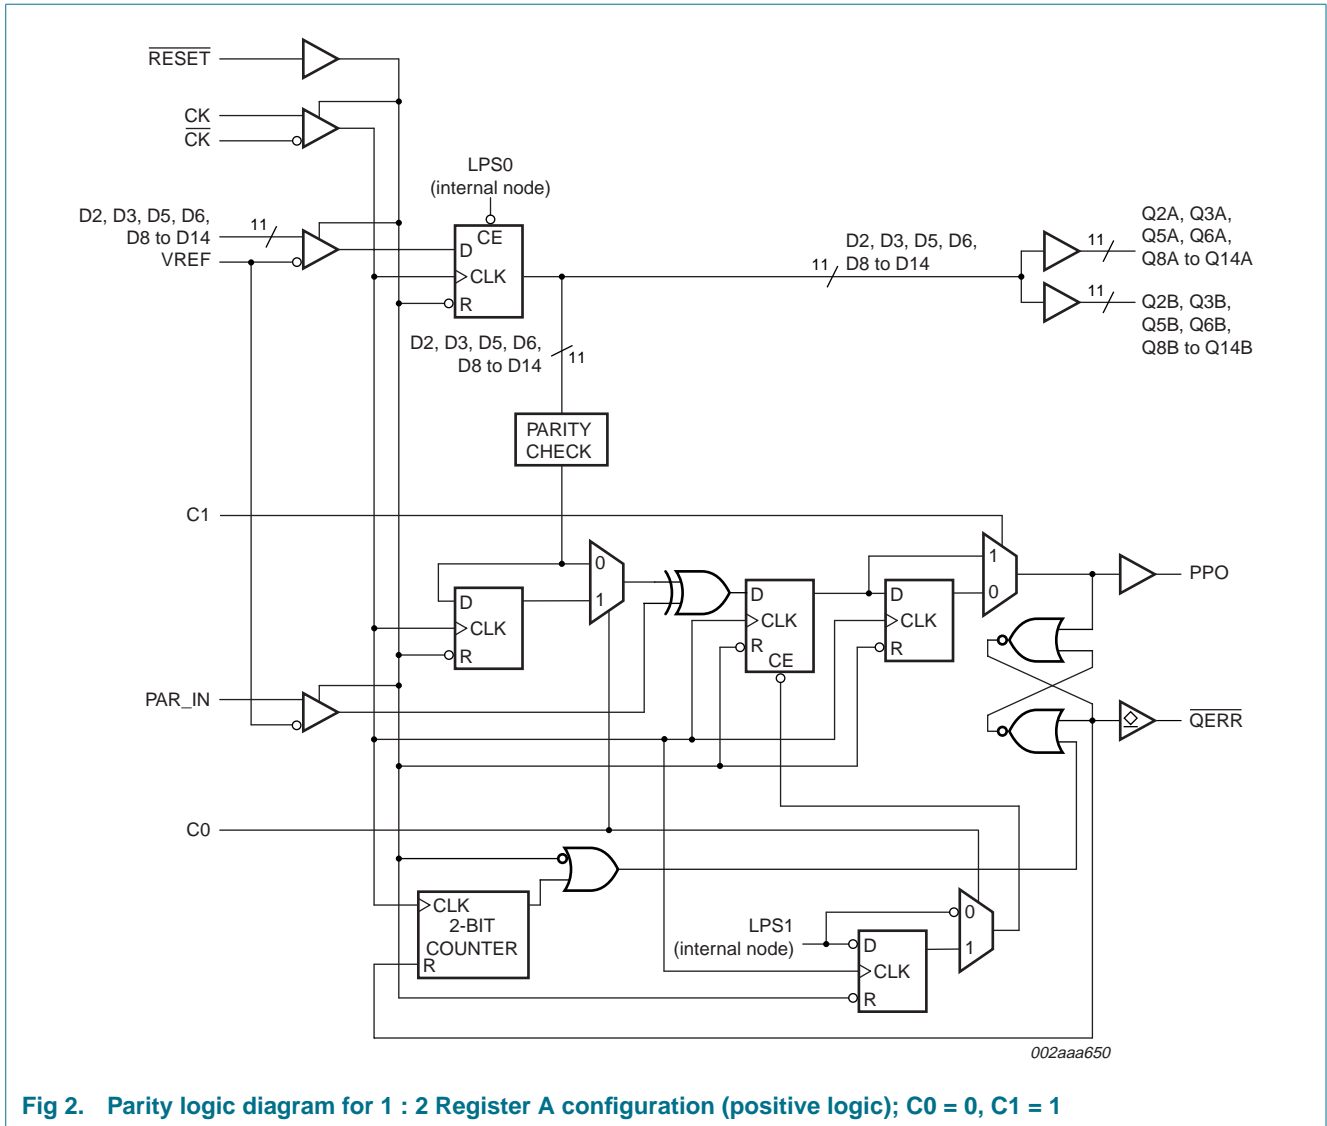 RESET
CK
CK
LPS0
(internal node)
D2, D3, D5, D6,
D8 to D14
VREF
11
CE
D
CLK
R
D2, D3, D5, D6,
D8 to D14
11
11
Q2A, Q3A,
Q5A, Q6A,
Q8A to Q14A
11
Q2B, Q3B,
Q5B, Q6B,
Q8B to Q14B
D2, D3, D5, D6,
D8 to D14
11
PARITY
CHECK
C1
0
1
D
CLK
R
D
CLK
R
CE
D
CLK
R
1
0
PPO
PAR_IN
QERR
C0
CLK
2-BIT
COUNTER
R
LPS1
(internal node)
D
CLK
R
0
1
002aaa650
Fig 2. Parity logic diagram for 1 : 2 Register A configuration (positive logic); C0 = 0, C1 = 1